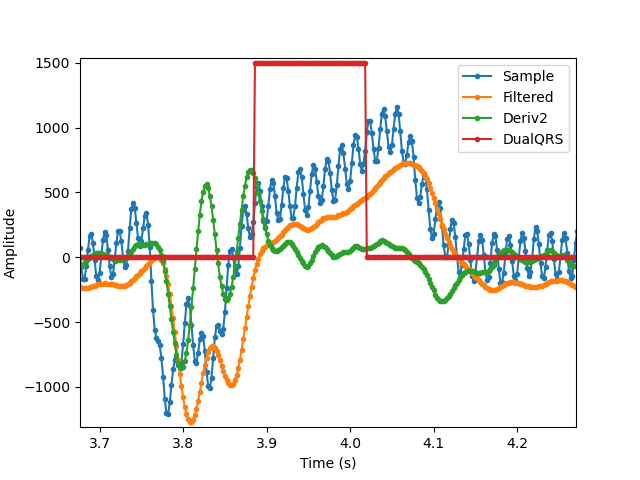 1500
1000
500
0
−500
−1000
Amplitude
3.7
3.8
3.9
4.0
4.1
4.2
Time (s)
Sample
Filtered
Deriv2
DualQRS